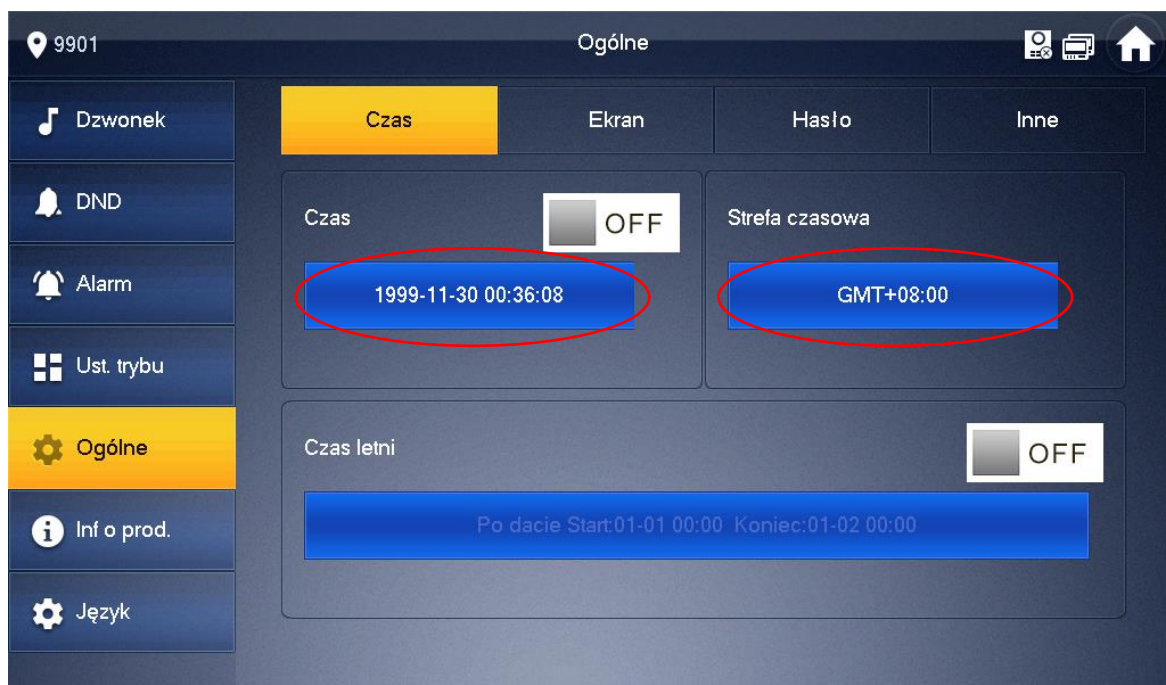 9901 Ogólne
Dzwonek
DND
Alarm
Ust. trybu
Ogólne
Inf o prod.
Język
Czas Ekran Hasło Inne
Czas OFF
1999-11-30 00:36:08
Strefa czasowa
GMT+08:00
Czas letni OFF
Po dacie Start:01-01 00:00 Koniec:01-02 00:00